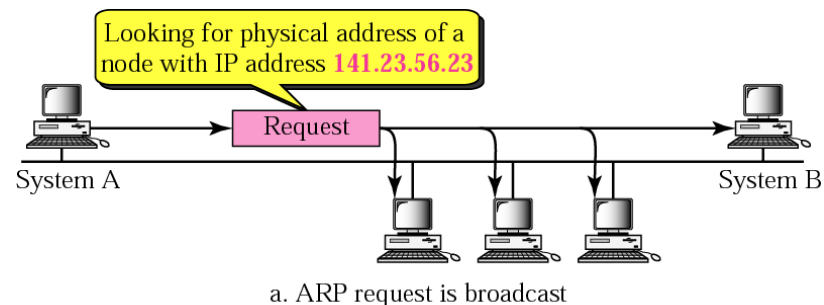 Looking for physical address of a
node with IP address 141.23.56.23
Request
System A
System B
a. ARP request is broadcast